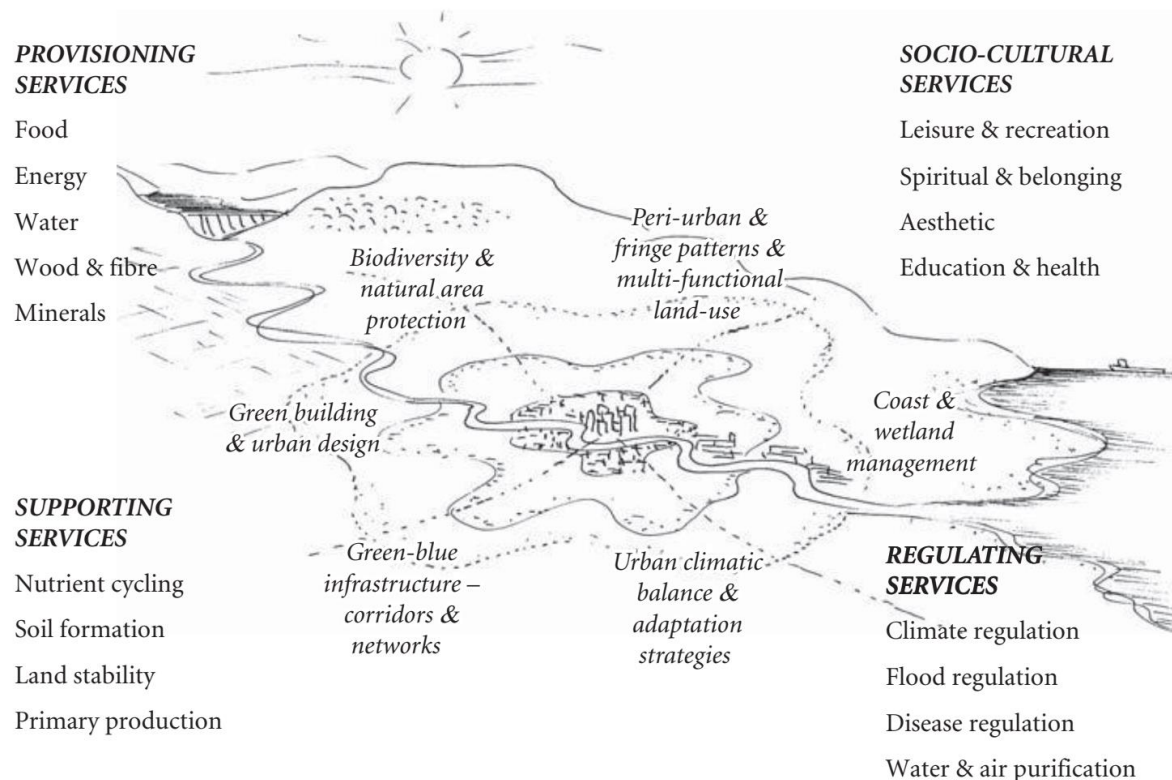 PROVISIONING
SERVICES
Food
Energy
Water
Wood & fibre
Minerals
SOCIO-CULTURAL
SERVICES
Leisure & recreation
Spiritual & belonging
Aesthetic
Education & health
Biodiversity &
natural area
protection
Peri-urban &
fringe patterns &
multi-functional
land-use
Green building
& urban design
Coast &
wetland
management
Green-blue
infrastructure –
corridors &
networks
Urban climatic
balance &
adaptation
strategies
SUPPORTING
SERVICES
Nutrient cycling
Soil formation
Land stability
Primary production
REGULATING
SERVICES
Climate regulation
Flood regulation
Disease regulation
Water & air purification